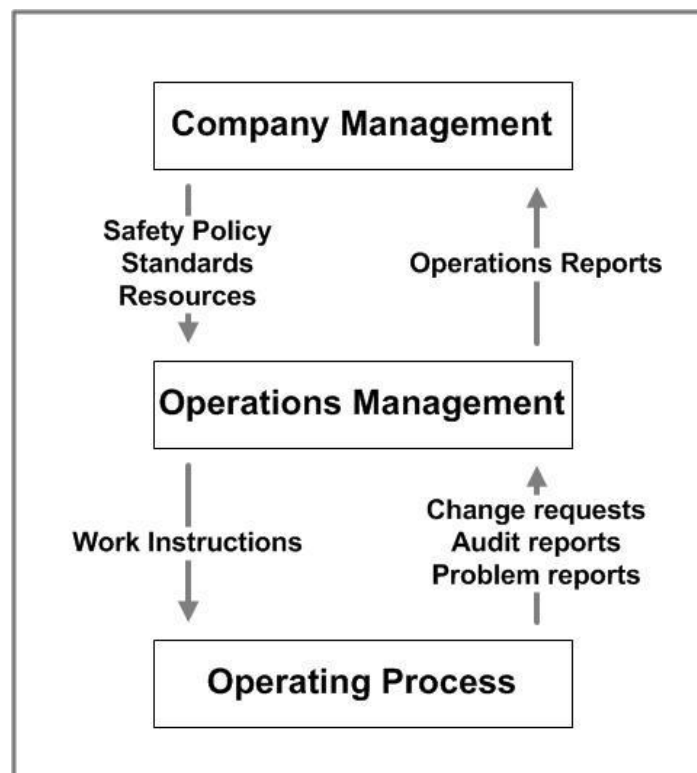 Company Management
Safety Policy
Standards
Resources
Operations Reports
Operations Management
Work Instructions
Change requests
Audit reports
Problem reports
Operating Process